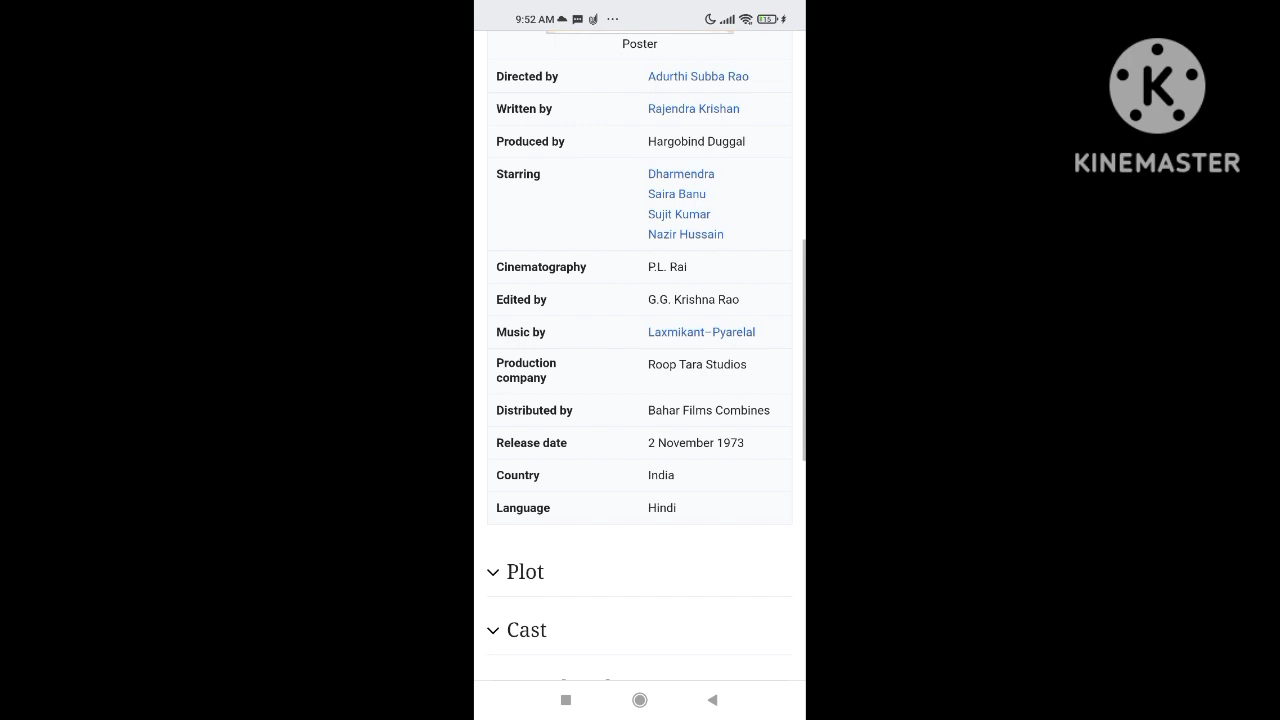 9:52 AM
15
Poster
Directed by Adurthi Subba Rao
Written by Rajendra Krishan
Produced by Hargobind Duggal
Starring Dharmendra
Saira Banu
Sujit Kumar
Nazir Hussain
Cinematography P.L. Rai
Edited by G.G. Krishna Rao
Music by Laxmikant–Pyarelal
Production company Roop Tara Studios
Distributed by Bahar Films Combines
Release date 2 November 1973
Country India
Language Hindi
Plot
Cast
K
KINEMASTER